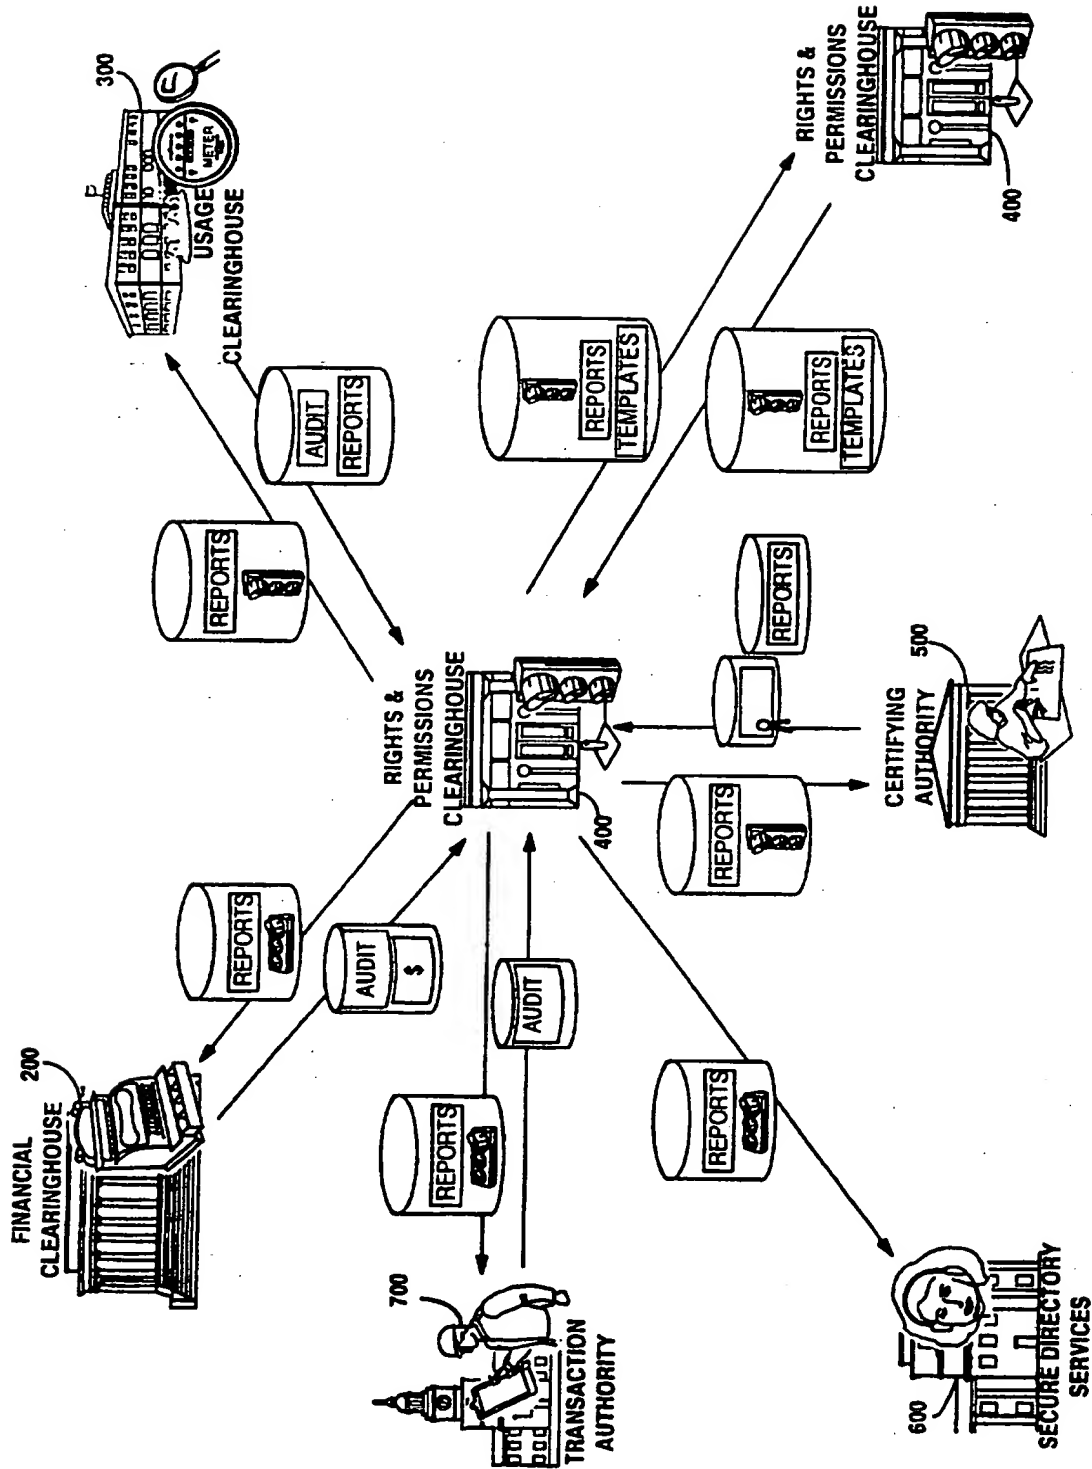 FINANCIAL
CLEARINGHOUSE
200
REPORTS
AUDIT
$
REPORTS
300
METER
USAGE
CLEARINGHOUSE
AUDIT
REPORTS
700
TRANSACTION
AUTHORITY
REPORTS
AUDIT
RIGHTS &
PERMISSIONS
CLEARINGHOUSE
400
REPORTS
TEMPLATES
REPORTS
TEMPLATES
RIGHTS &
PERMISSIONS
CLEARINGHOUSE
400
600
SECURE DIRECTORY
SERVICES
REPORTS
REPORTS
REPORTS
CERTIFYING
AUTHORITY
500